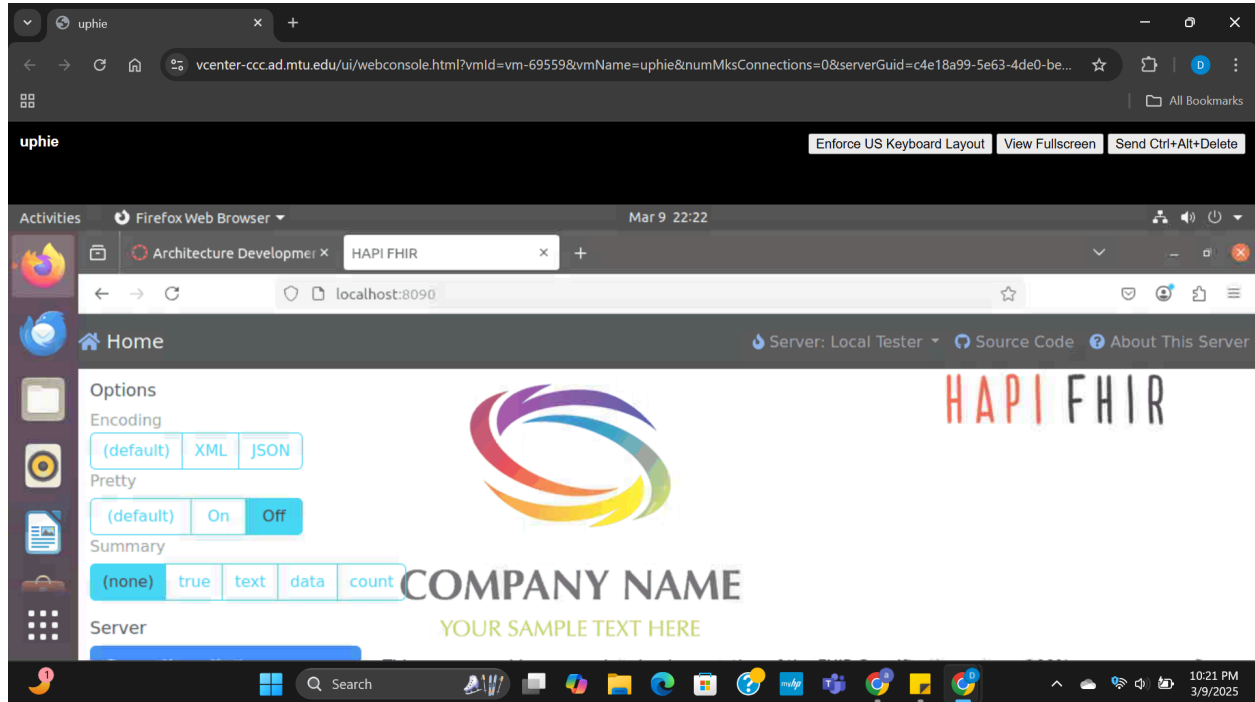 uphie
vcenter-ccc.ad.mtu.edu/ui/webconsole.html?vmId=vm-69559&vmName=uphie&numMksConnections=0&serverGuid=c4e18a99-5e63-4de0-be...
D
All Bookmarks
uphie
Enforce US Keyboard Layout View Fullscreen Send Ctrl+Alt+Delete
Activities Firefox Web Browser Mar 9 22:22
Architecture Developmer HAPI FHIR
localhost:8090
Home Server: Local Tester Source Code About This Server
Options
HAPI FHIR
Encoding
(default) XML JSON
Pretty
(default) On Off
Summary
(none) true text data count
COMPANY NAME
Server
YOUR SAMPLE TEXT HERE
1
Search
myhp
10:21 PM
3/9/2025